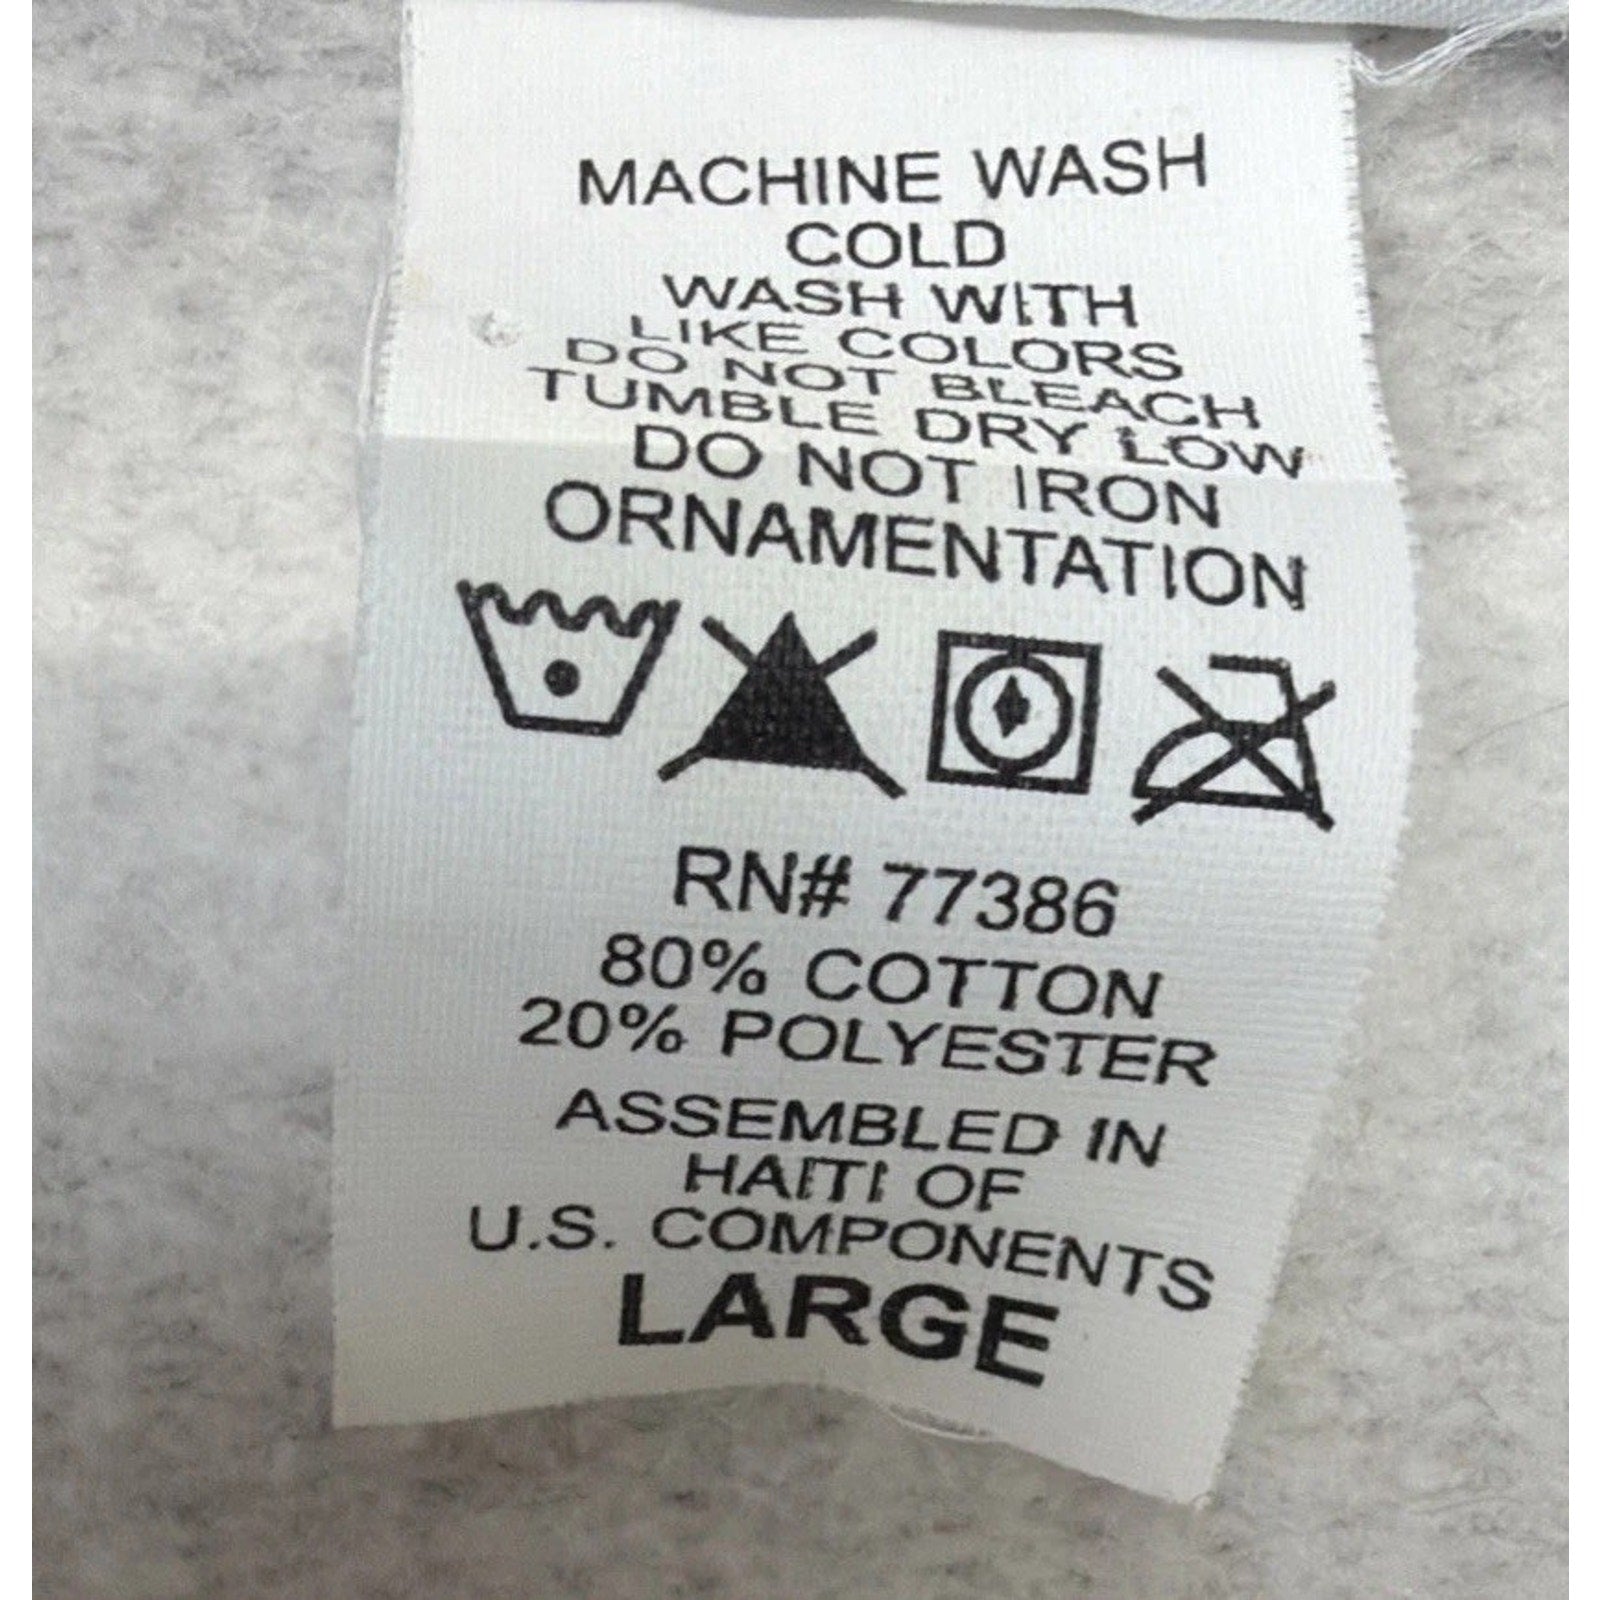 MACHINE WASH
COLD
WASH WITH
LIKE COLORS
DO NOT BLEACH
TUMBLE DRY LOW
DO NOT IRON
ORNAMENTATION
RN# 77386
80% COTTON
20% POLYESTER
ASSEMBLED IN
HAITI OF
U.S. COMPONENTS
LARGE